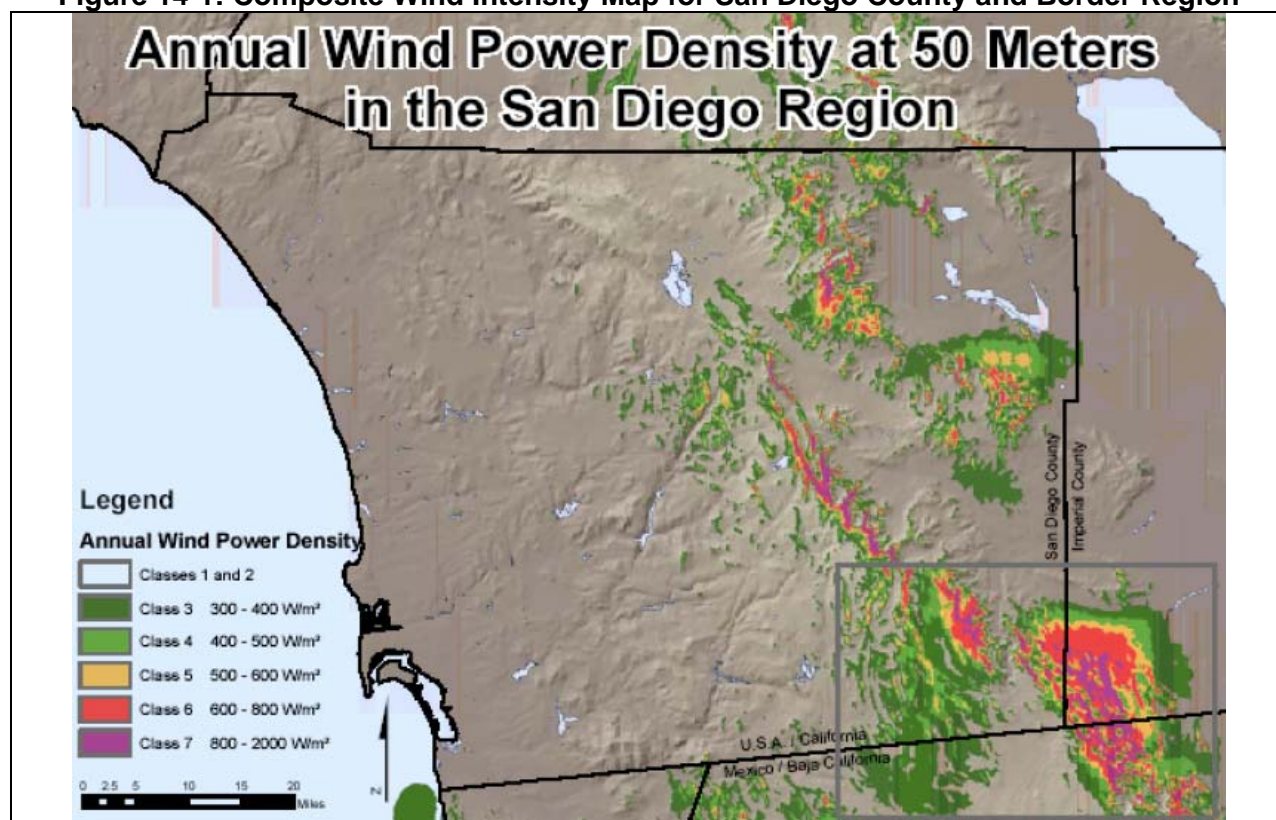 Figure 14-1: Composite Wind Intensity Map for San Diego County and Border Region
Annual Wind Power Density at 50 Meters
in the San Diego Region
San Diego County
Imperial County
Legend
Annual Wind Power Density
Classes 1 and 2
Class 3 300 - 400 W/m²
Class 4 400 - 500 W/m²
Class 5 500 - 600 W/m²
Class 6 600 - 800 W/m²
Class 7 800 - 2000 W/m²
U.S.A. / California
Mexico / Baja California
0 2.5 5 10 15 20
Miles
N